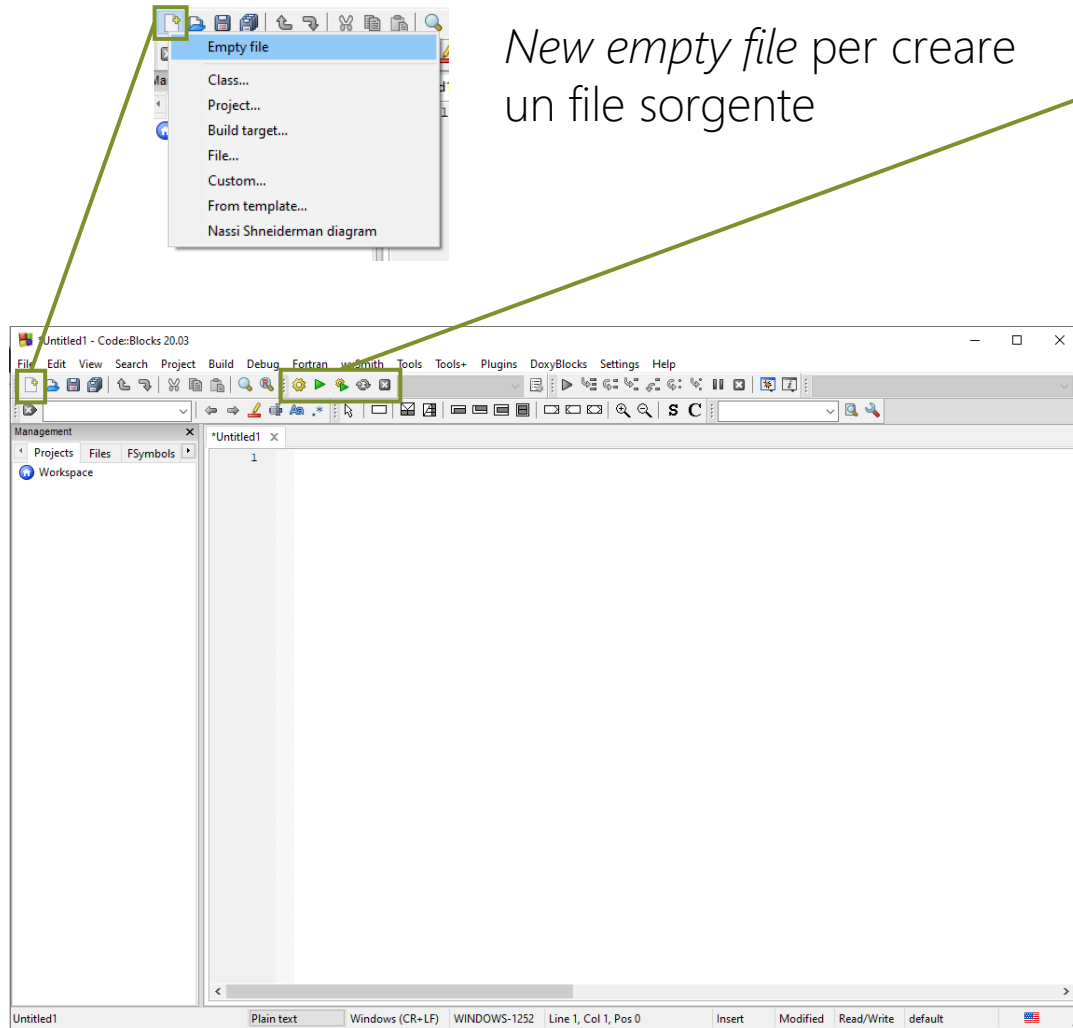 Empty file
Class...
Project...
Build target...
File...
Custom...
From template...
Nassi Shneiderman diagram
New empty file per creare
un file sorgente
*Untitled1 - Code::Blocks 20.03
File Edit View Search Project Build Debug Fortran wxSmith Tools Tools+ Plugins DoxyBlocks Settings Help
S C
Management
*Untitled1
Projects Files FSymbols
1
Workspace
Untitled1 Plain text Windows (CR+LF) WINDOWS-1252 Line 1, Col 1, Pos 0 Insert Modified Read/Write default